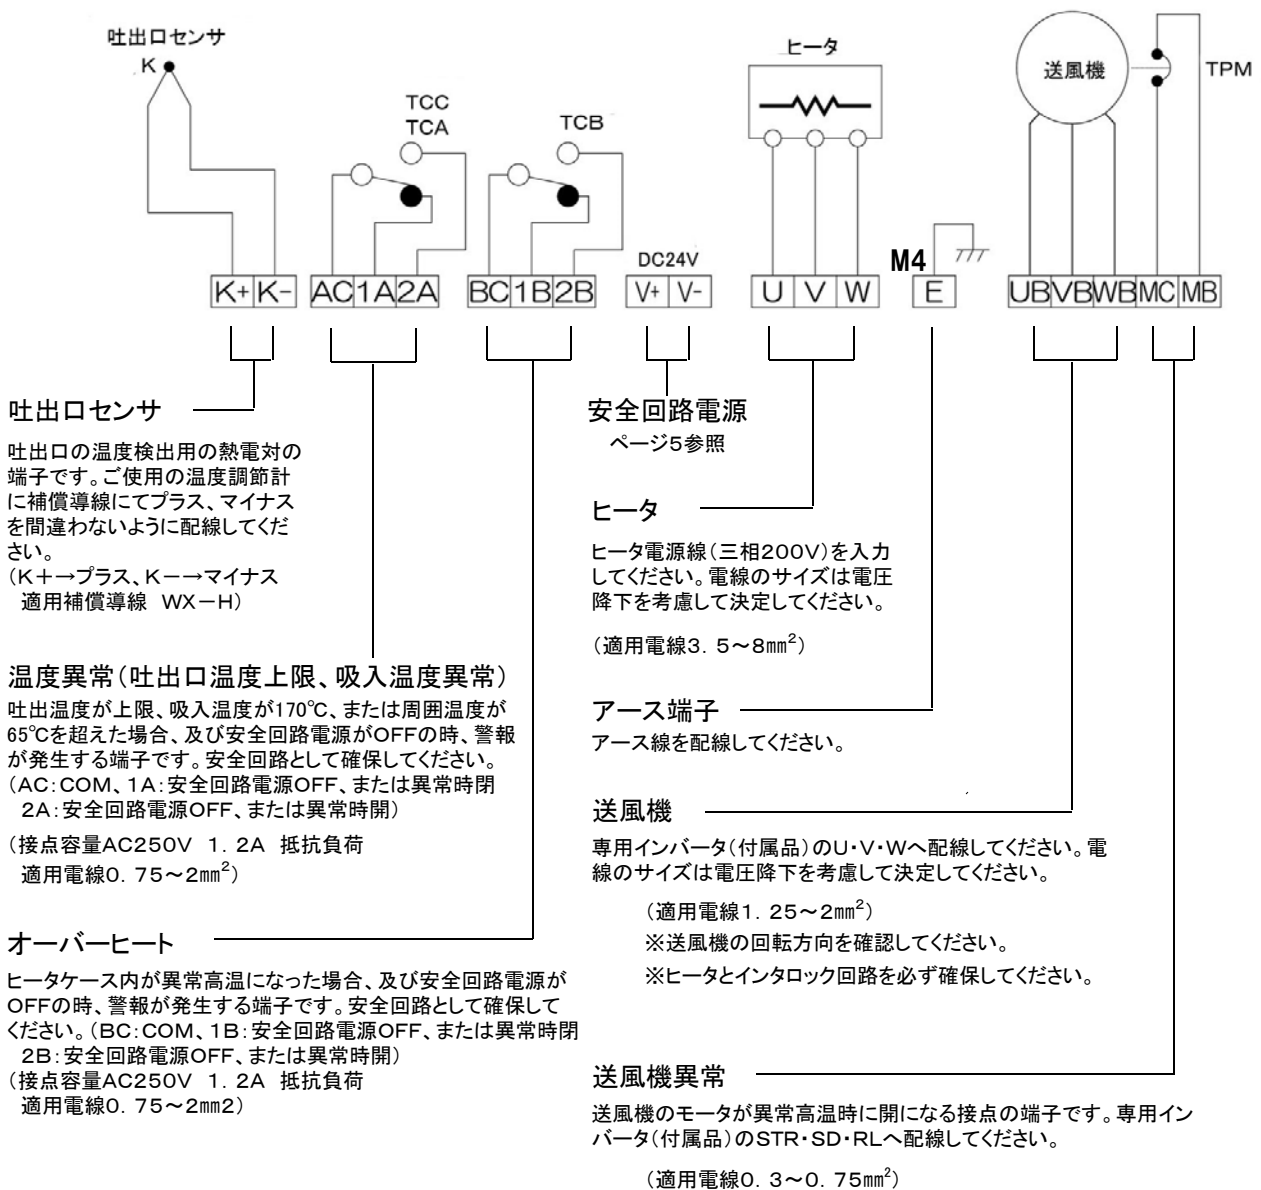 吐出口センサ
K
TCC
TCA
TCB
ヒータ
送風機
TPM
DC24V
M4
K+ K-
AC 1A 2A
BC 1B 2B
V+ V-
U V W
E
UB VB WB MC MB
吐出口センサ
吐出口の温度検出用の熱電対の
端子です。ご使用の温度調節計
に補償導線にてプラス、マイナス
を間違わないように配線してくだ
さい。
（K＋→プラス、K－→マイナス
適用補償導線　WX－H）
温度異常（吐出口温度上限、吸入温度異常）
吐出温度が上限、吸入温度が170℃、または周囲温度が
65℃を超えた場合、及び安全回路電源がOFFの時、警報
が発生する端子です。安全回路として確保してください。
（AC：COM、1A：安全回路電源OFF、または異常時閉
2A：安全回路電源OFF、または異常時開）
（接点容量AC250V　1．2A　抵抗負荷
適用電線0．75～2㎜²）
オーバーヒート
ヒータケース内が異常高温になった場合、及び安全回路電源が
OFFの時、警報が発生する端子です。安全回路として確保して
ください。（BC：COM、1B：安全回路電源OFF、または異常時閉
2B：安全回路電源OFF、または異常時開）
（接点容量AC250V　1．2A　抵抗負荷
適用電線0．75～2mm2）
安全回路電源
ページ5参照
ヒータ
ヒータ電源線（三相200V）を入力
してください。電線のサイズは電圧
降下を考慮して決定してください。
（適用電線3．5～8㎜²）
アース端子
アース線を配線してください。
送風機
専用インバータ（付属品）のU・V・Wへ配線してください。電
線のサイズは電圧降下を考慮して決定してください。
（適用電線1．25～2㎜²）
※送風機の回転方向を確認してください。
※ヒータとインタロック回路を必ず確保してください。
送風機異常
送風機のモータが異常高温時に開になる接点の端子です。専用イン
バータ（付属品）のSTR・SD・RLへ配線してください。
（適用電線0．3～0．75㎜²）